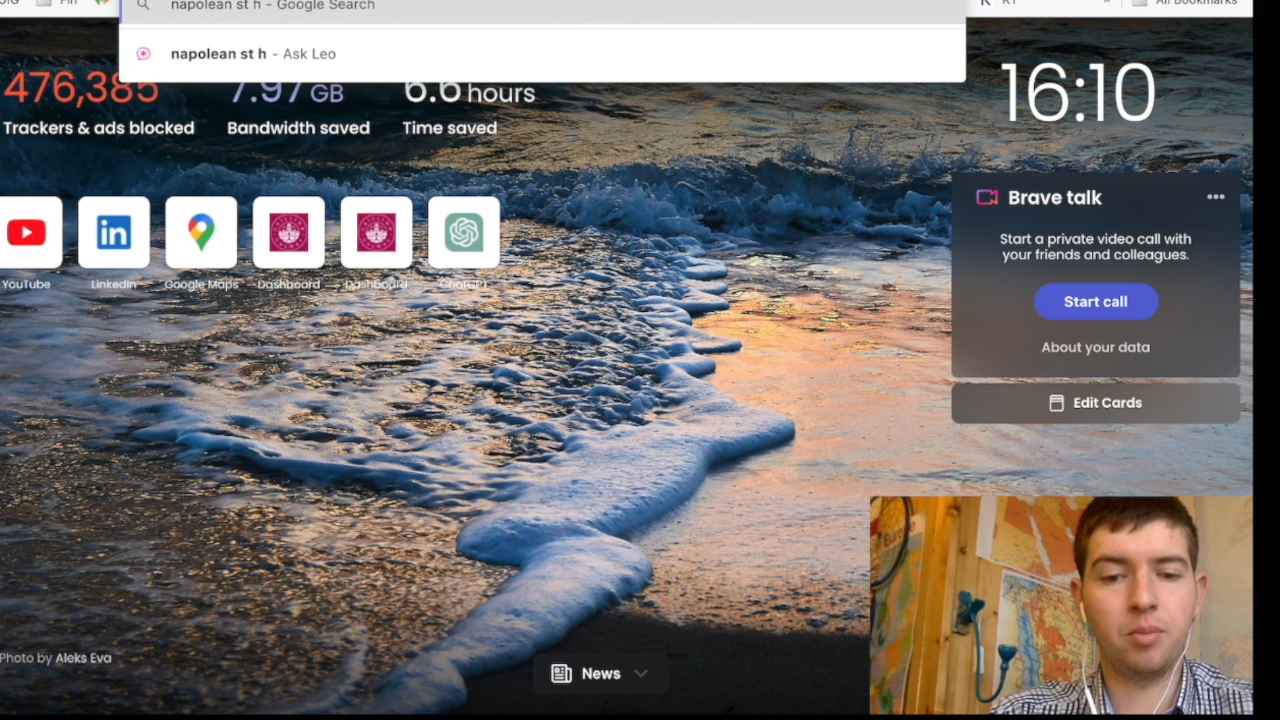 napolean st h - Google Search
All Bookmarks
napolean st h - Ask Leo
476,385
7.97 GB
6.6 hours
16:10
Trackers & ads blocked
Bandwidth saved
Time saved
Brave talk
Start a private video call with
your friends and colleagues.
YouTube
LinkedIn
Google Maps
Dashboard
Dashboard
ChatGPT
Start call
About your data
Edit Cards
Photo by Aleks Eva
News